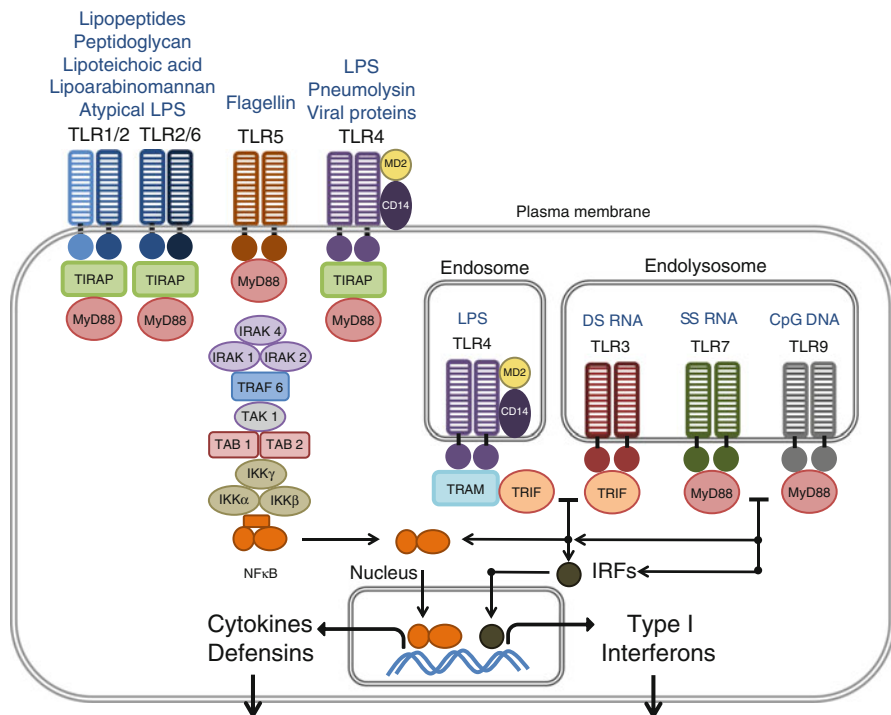 Lipopeptides
Peptidoglycan
Lipoteichoic acid
Lipoarabinomannan
Atypical LPS
TLR1/2 TLR2/6
Flagellin
TLR5
LPS
Pneumolysin
Viral proteins
TLR4
MD2
CD14
Plasma membrane
TIRAP
TIRAP
MyD88
MyD88
MyD88
TIRAP
MyD88
IRAK 4
IRAK 1
IRAK 2
TRAF 6
TAK 1
TAB 1
TAB 2
IKKγ
IKKα
IKKβ
NFκB
Endosome
LPS
TLR4
MD2
CD14
TRAM
TRIF
Endolysosome
DS RNA
TLR3
TRIF
SS RNA
TLR7
MyD88
CpG DNA
TLR9
MyD88
IRFs
Nucleus
Cytokines
Defensins
Type I
Interferons